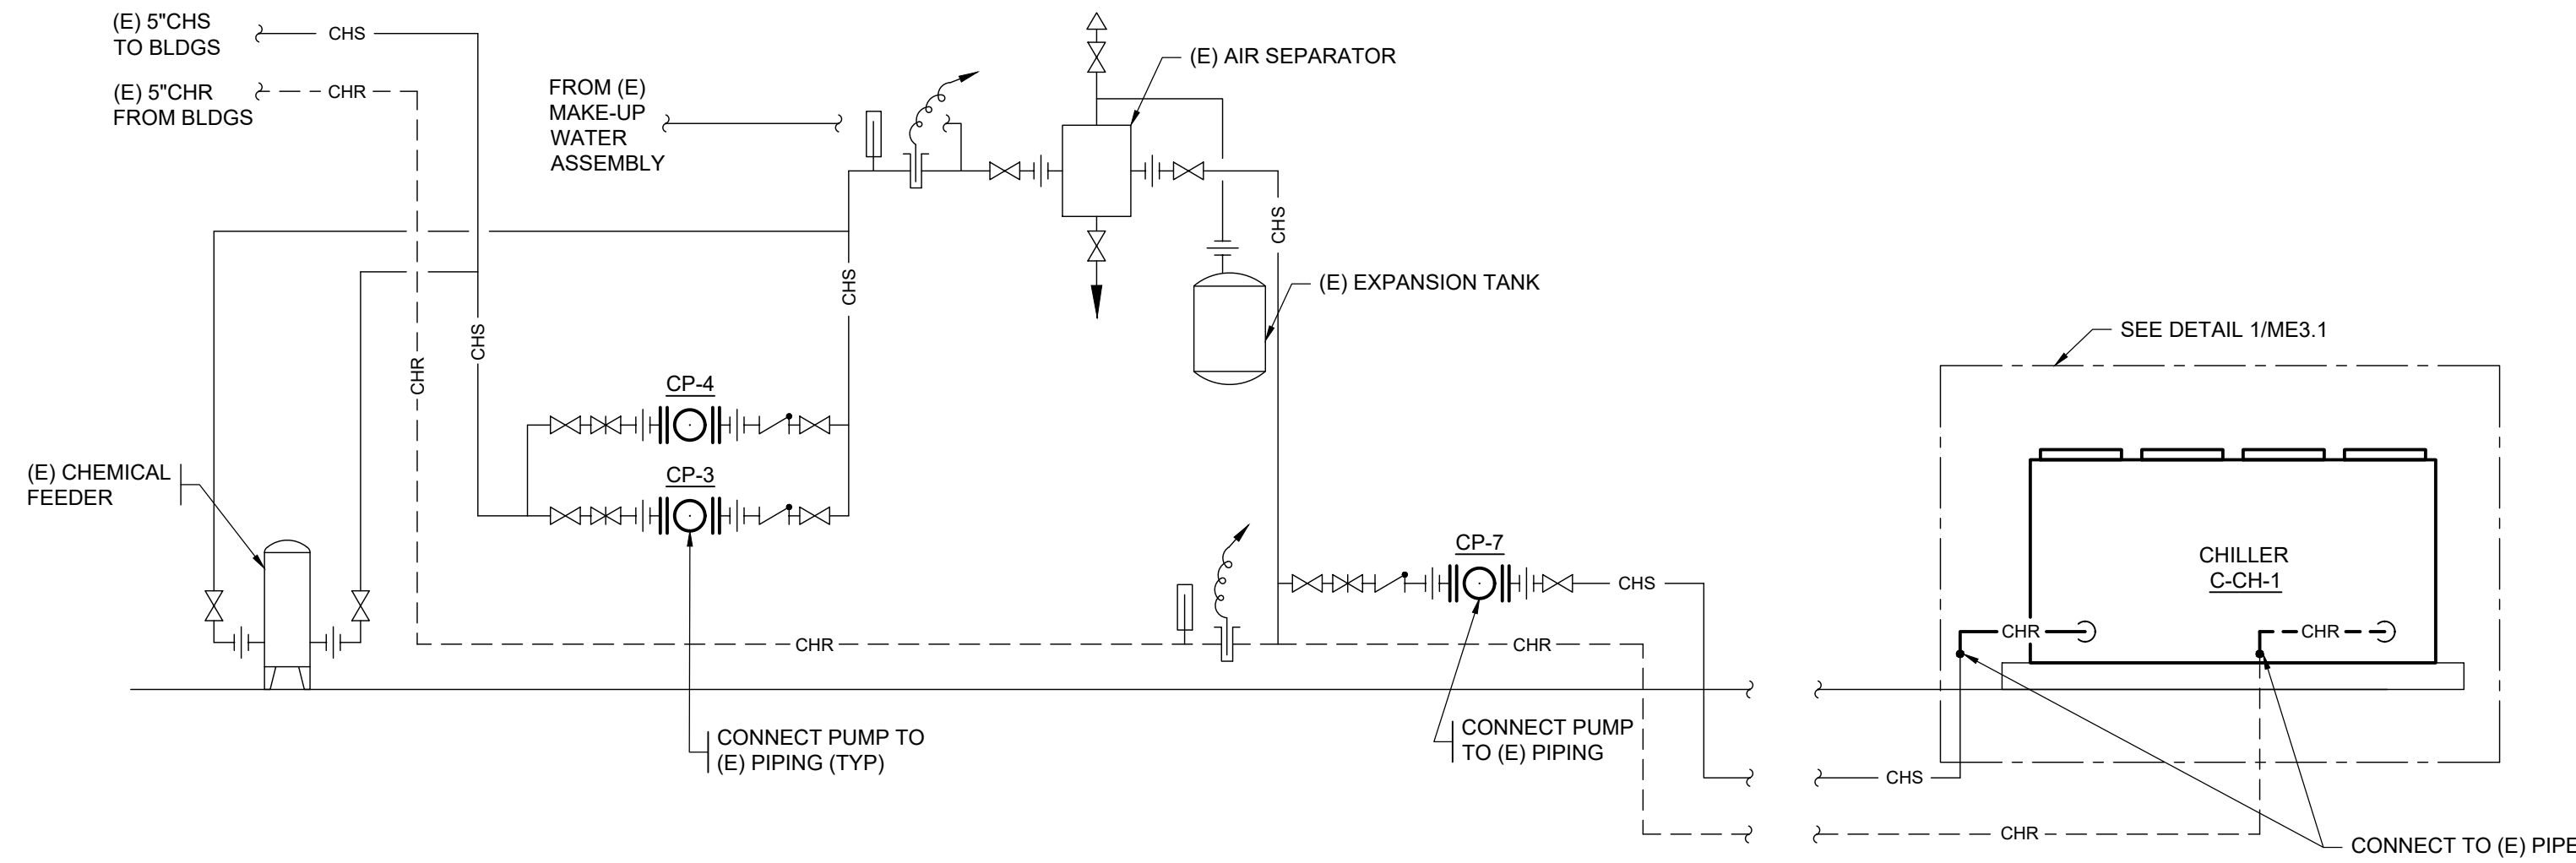 (E) 5"CHS
TO BLDGS
CHS
(E) 5"CHR
FROM BLDGS
CHR
FROM (E)
MAKE-UP
WATER
ASSEMBLY
(E) AIR SEPARATOR
CHS
CHS
CHS
CHR
(E) EXPANSION TANK
SEE DETAIL 1/ME3.1
CP-4
CP-3
(E) CHEMICAL
FEEDER
CP-7
CHS
CHILLER
C-CH-1
CHR
CHR
CHR
CHR
CONNECT PUMP TO
(E) PIPING (TYP)
CONNECT PUMP
TO (E) PIPING
CHS
CHR
CONNECT TO (E) PIPE